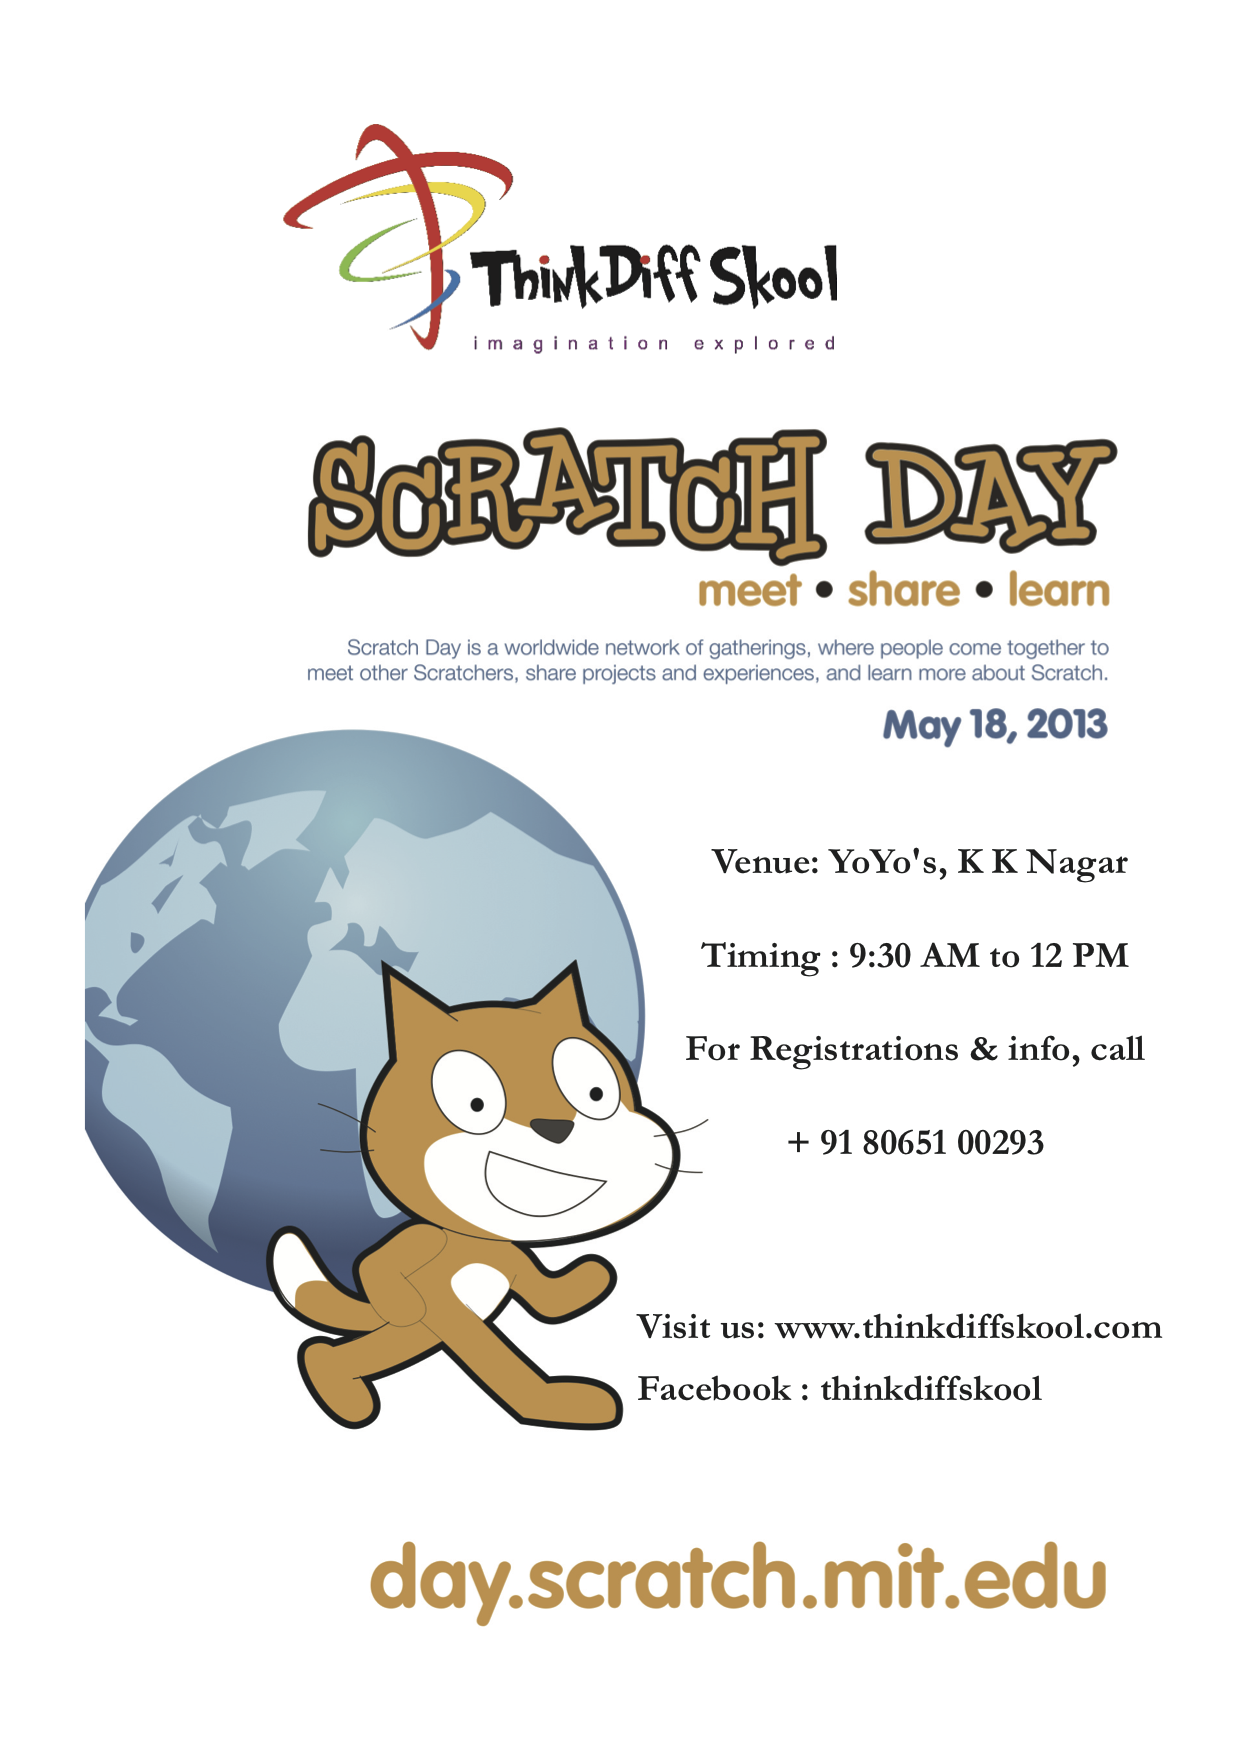 ThinkDiff Skool
imagination explored
SCRATCH DAY
meet • share • learn
Scratch Day is a worldwide network of gatherings, where people come together to
meet other Scratchers, share projects and experiences, and learn more about Scratch.
May 18, 2013
Venue: YoYo's, K K Nagar
Timing : 9:30 AM to 12 PM
For Registrations & info, call
+ 91 80651 00293
Visit us: www.thinkdiffskool.com
Facebook : thinkdiffskool
day.scratch.mit.edu